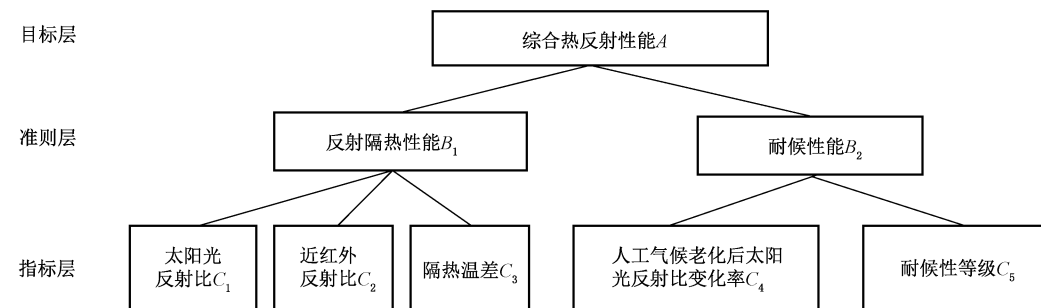 目标层
综合热反射性能A
准则层
反射隔热性能B₁
耐候性能B₂
指标层
太阳光
反射比C₁
近红外
反射比C₂
隔热温差C₃
人工气候老化后太阳
光反射比变化率C₄
耐候性等级C₅